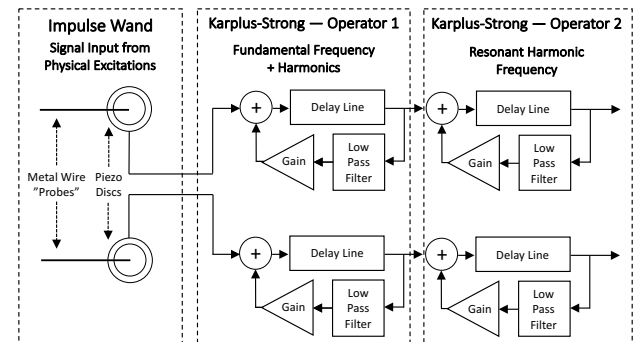 Impulse Wand
Signal Input from
Physical Excitations
Metal Wire
"Probes"
Piezo
Discs
Karplus-Strong — Operator 1
Fundamental Frequency
+ Harmonics
+
Delay Line
Gain
Low
Pass
Filter
+
Delay Line
Gain
Low
Pass
Filter
Karplus-Strong — Operator 2
Resonant Harmonic
Frequency
+
Delay Line
Gain
Low
Pass
Filter
+
Delay Line
Gain
Low
Pass
Filter